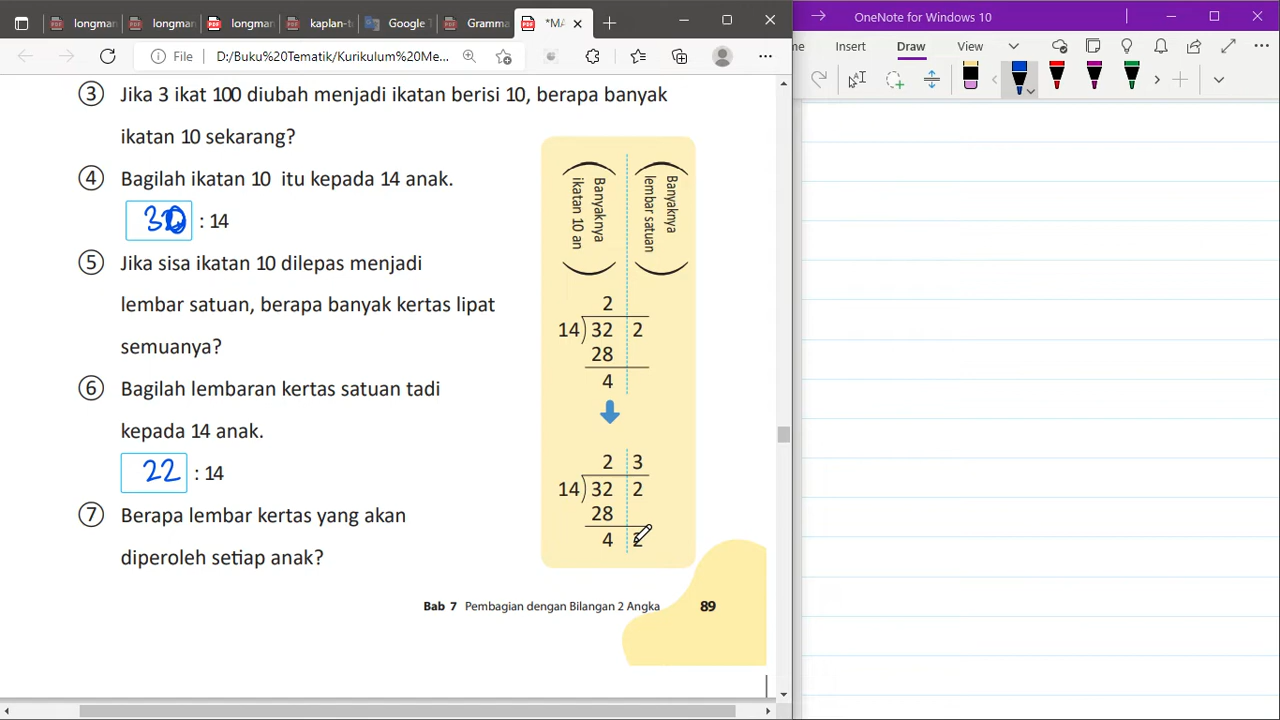 longman
longman
longman
kaplan-t
Google T
Gramma
*MA
OneNote for Windows 10
File
D:/Buku%20Tematik/Kurikulum%20Me...
me
Insert
Draw
View
3 Jika 3 ikat 100 diubah menjadi ikatan berisi 10, berapa banyak
ikatan 10 sekarang?
4 Bagilah ikatan 10 itu kepada 14 anak.
: 14
5 Jika sisa ikatan 10 dilepas menjadi
lembar satuan, berapa banyak kertas lipat
semuanya?
6 Bagilah lembaran kertas satuan tadi
kepada 14 anak.
22 : 14
7 Berapa lembar kertas yang akan
diperoleh setiap anak?
(Banyaknya
ikatan 10 an)
(Banyaknya
lembar satuan)
2
14)32 2
28
4
2 3
14)32 2
28
4 2
Bab 7 Pembagian dengan Bilangan 2 Angka 89